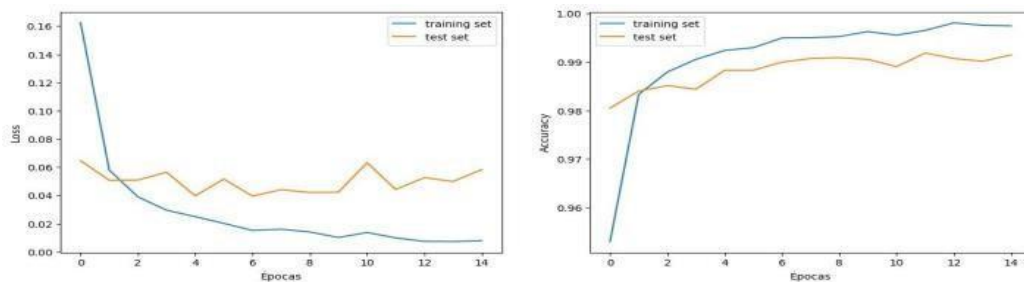 0.16
0.14
0.12
0.10
0.08
0.06
0.04
0.02
0.00
Loss
training set
test set
0 2 4 6 8 10 12 14
Epocas
1.00
0.99
0.98
0.97
0.96
Accuracy
training set
test set
0 2 4 6 8 10 12 14
Epocas